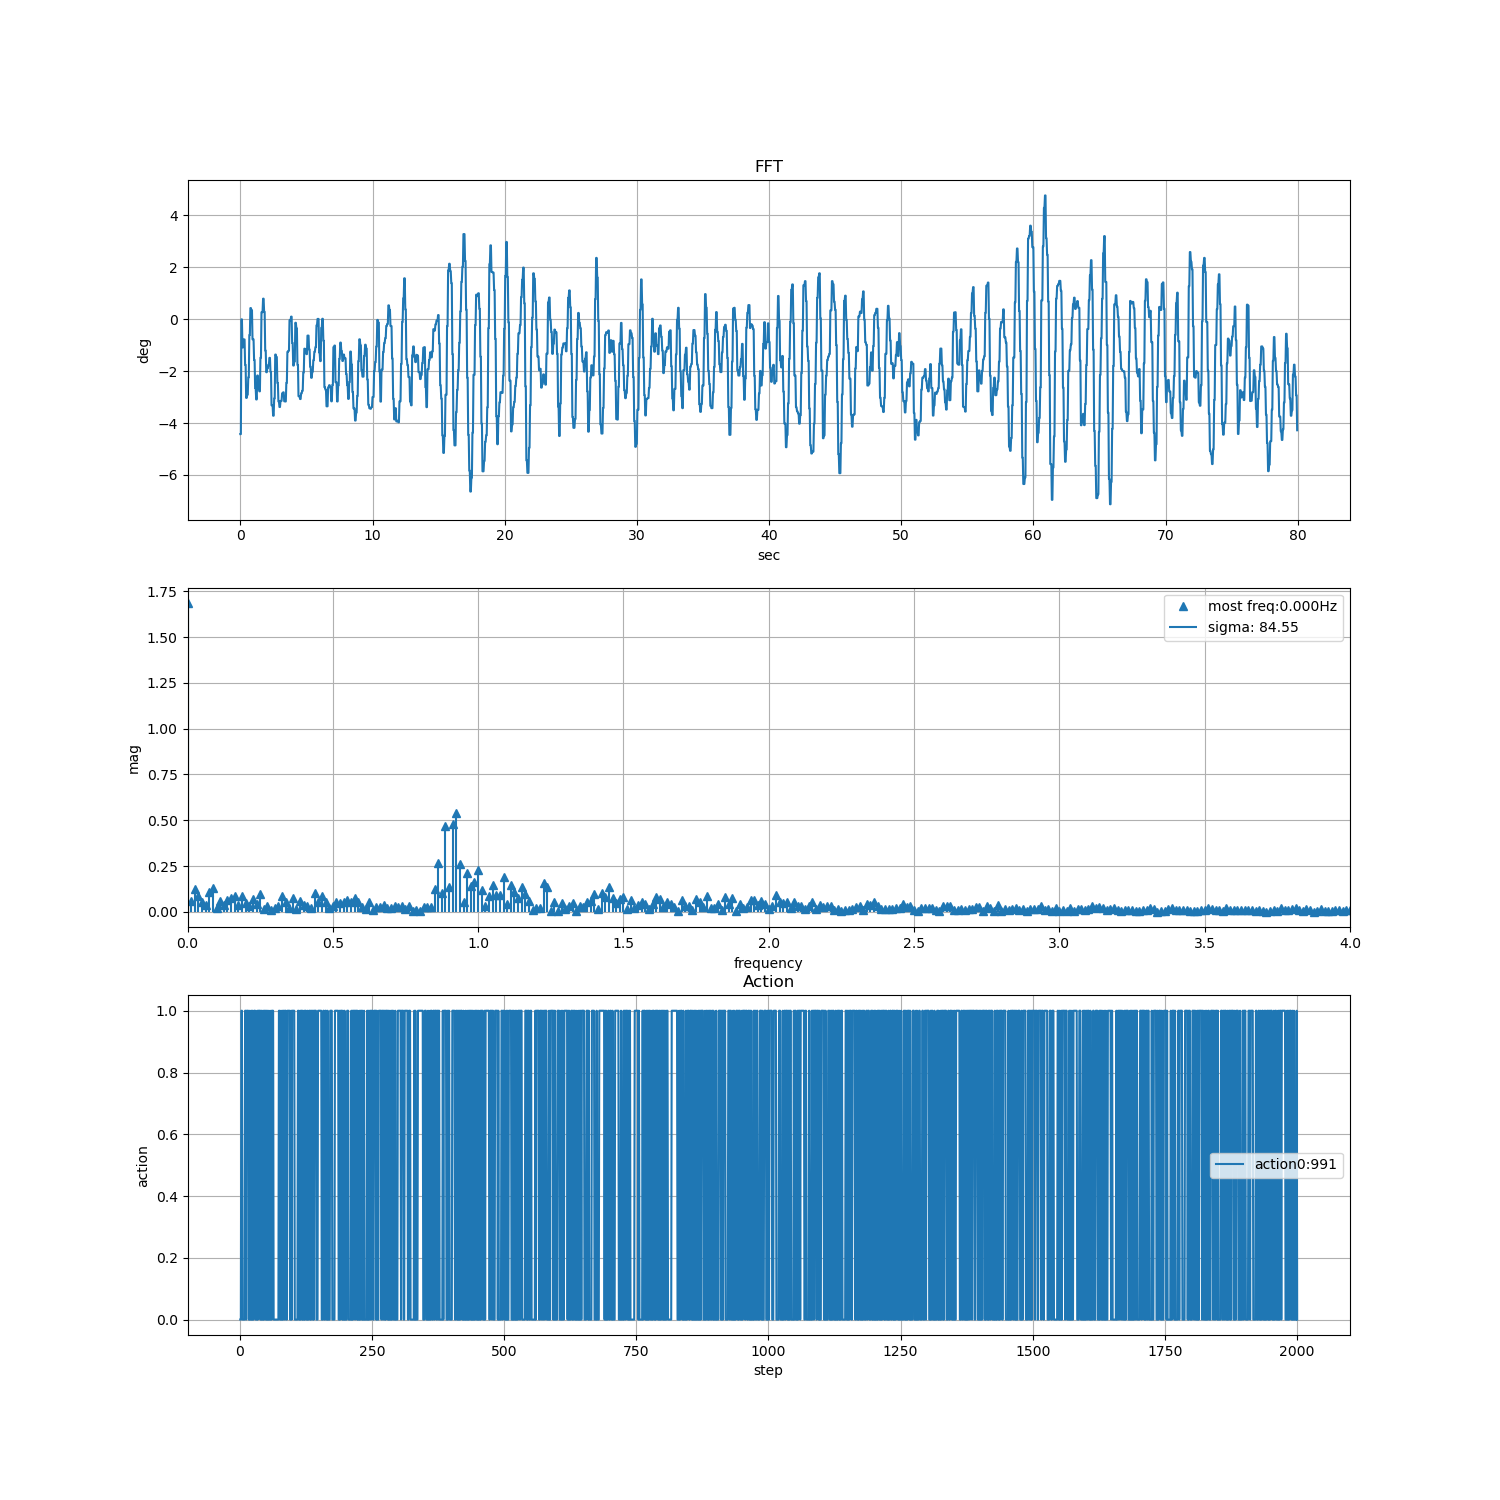 FFT
4
2
0
−2
−4
−6
deg
0 10 20 30 40 50 60 70 80
sec
1.75
1.50
1.25
1.00
0.75
0.50
0.25
0.00
mag
most freq:0.000Hz
sigma: 84.55
0.0 0.5 1.0 1.5 2.0 2.5 3.0 3.5 4.0
frequency
Action
1.0
0.8
0.6
0.4
0.2
0.0
action
action0:991
0 250 500 750 1000 1250 1500 1750 2000
step